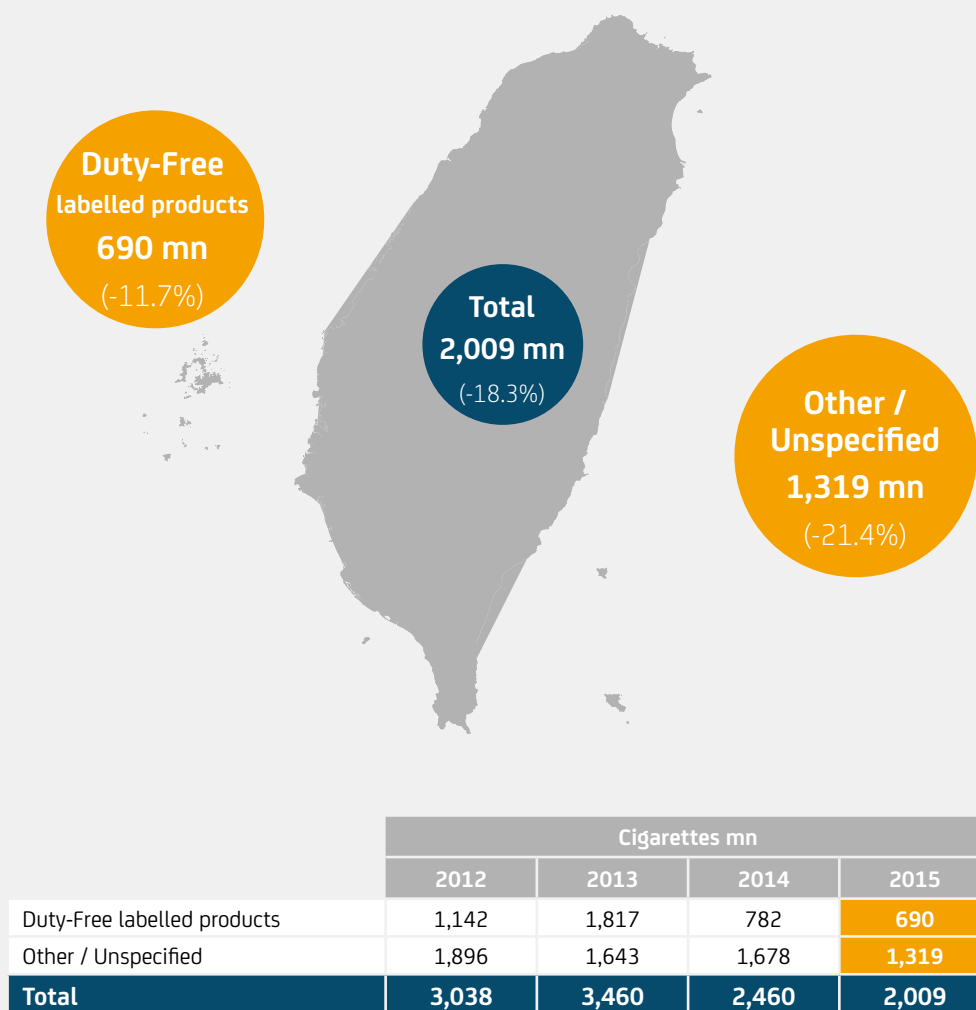 Duty-Free
labelled products
690 mn
(-11.7%)
Total
2,009 mn
(-18.3%)
Other /
Unspecified
1,319 mn
(-21.4%)
Cigarettes mn
2012 2013 2014 2015
Duty-Free labelled products 1,142 1,817 782 690
Other / Unspecified 1,896 1,643 1,678 1,319
Total 3,038 3,460 2,460 2,009